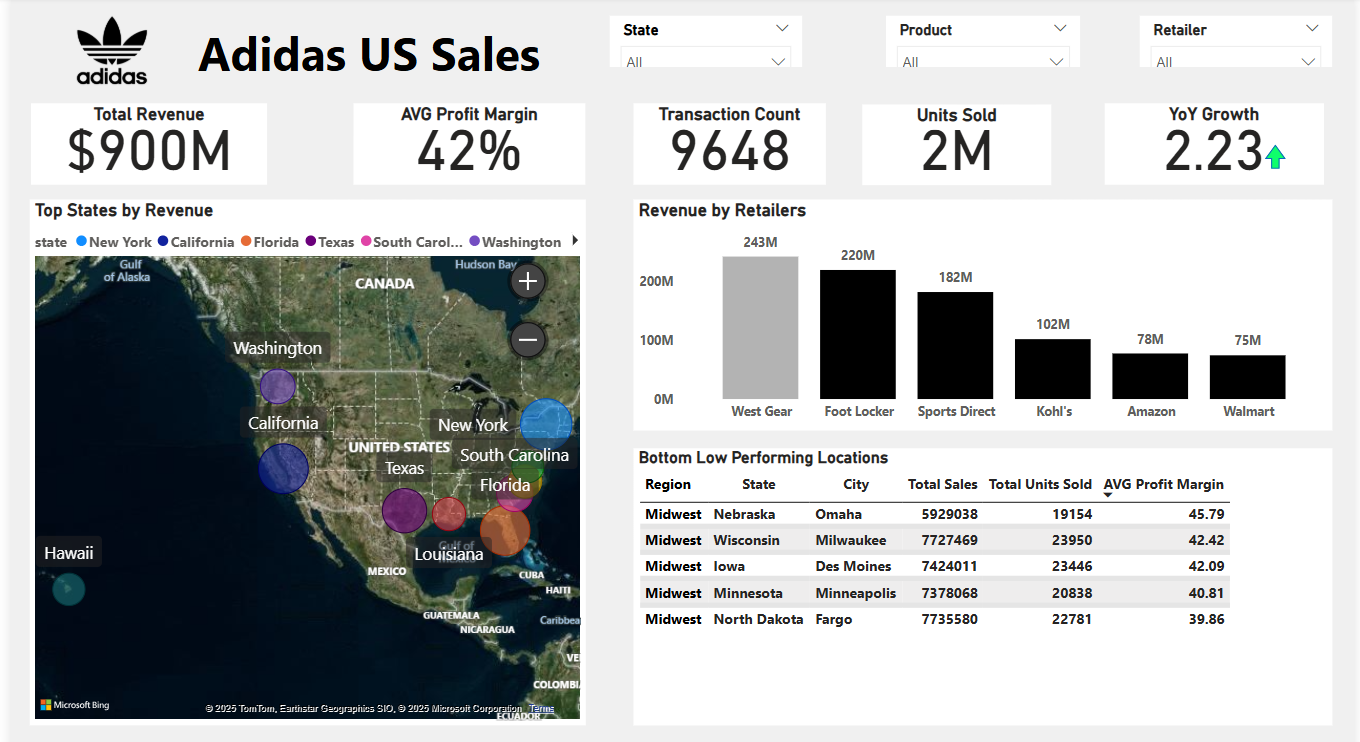 adidas
Adidas US Sales
State
All
Product
All
Retailer
All
Total Revenue
$900M
AVG Profit Margin
42%
Transaction Count
9648
Units Sold
2M
YoY Growth
2.23
Top States by Revenue
state New York California Florida Texas South Carol... Washington
Gulf
of Alaska
Hudson Bay
CANADA
Washington
California
New York
UNITED STATES
South Carolina
Texas
Florida
Hawaii
Gulf of
Louisiana
MEXICO
CUBA
HAITI
GUATEMALA
Caribbea
NICARAGUA
VE
COLOMBI
ECUADOR
Microsoft Bing
© 2025 TomTom, Earthstar Geographics SIO, © 2025 Microsoft Corporation Terms
Revenue by Retailers
243M
220M
182M
102M
78M
75M
200M
100M
0M
West Gear Foot Locker Sports Direct Kohl's Amazon Walmart
Bottom Low Performing Locations
Region State City Total Sales Total Units Sold AVG Profit Margin
Midwest Nebraska Omaha 5929038 19154 45.79
Midwest Wisconsin Milwaukee 7727469 23950 42.42
Midwest Iowa Des Moines 7424011 23446 42.09
Midwest Minnesota Minneapolis 7378068 20838 40.81
Midwest North Dakota Fargo 7735580 22781 39.86